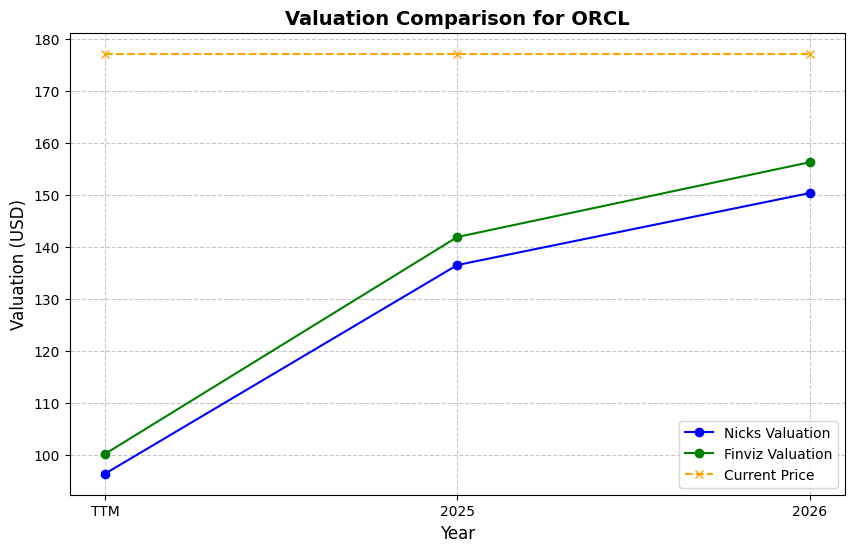 Valuation Comparison for ORCL
180
170
160
150
140
130
120
110
100
Valuation (USD)
TTM 2025 2026
Year
Nicks Valuation
Finviz Valuation
Current Price